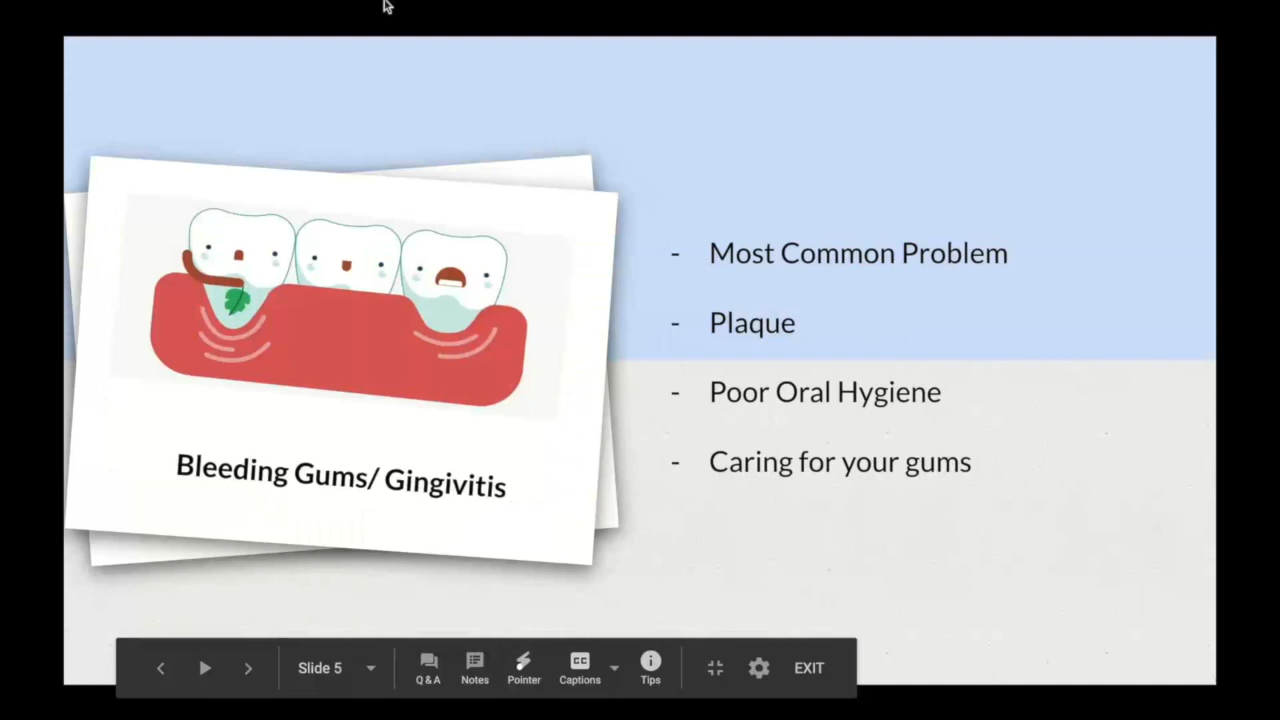 Bleeding Gums/ Gingivitis
- Most Common Problem
- Plaque
- Poor Oral Hygiene
- Caring for your gums
Slide 5
Q & A
Notes
Pointer
CC
Captions
Tips
EXIT